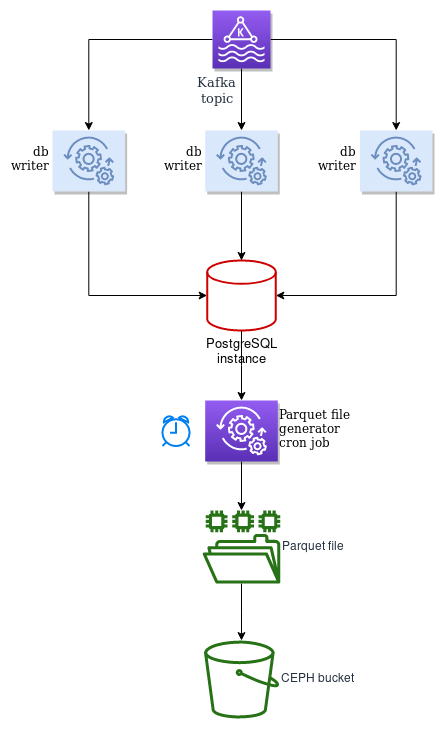 K
Kafka
topic
db
writer
db
writer
db
writer
PostgreSQL
instance
Parquet file
generator
cron job
Parquet file
CEPH bucket